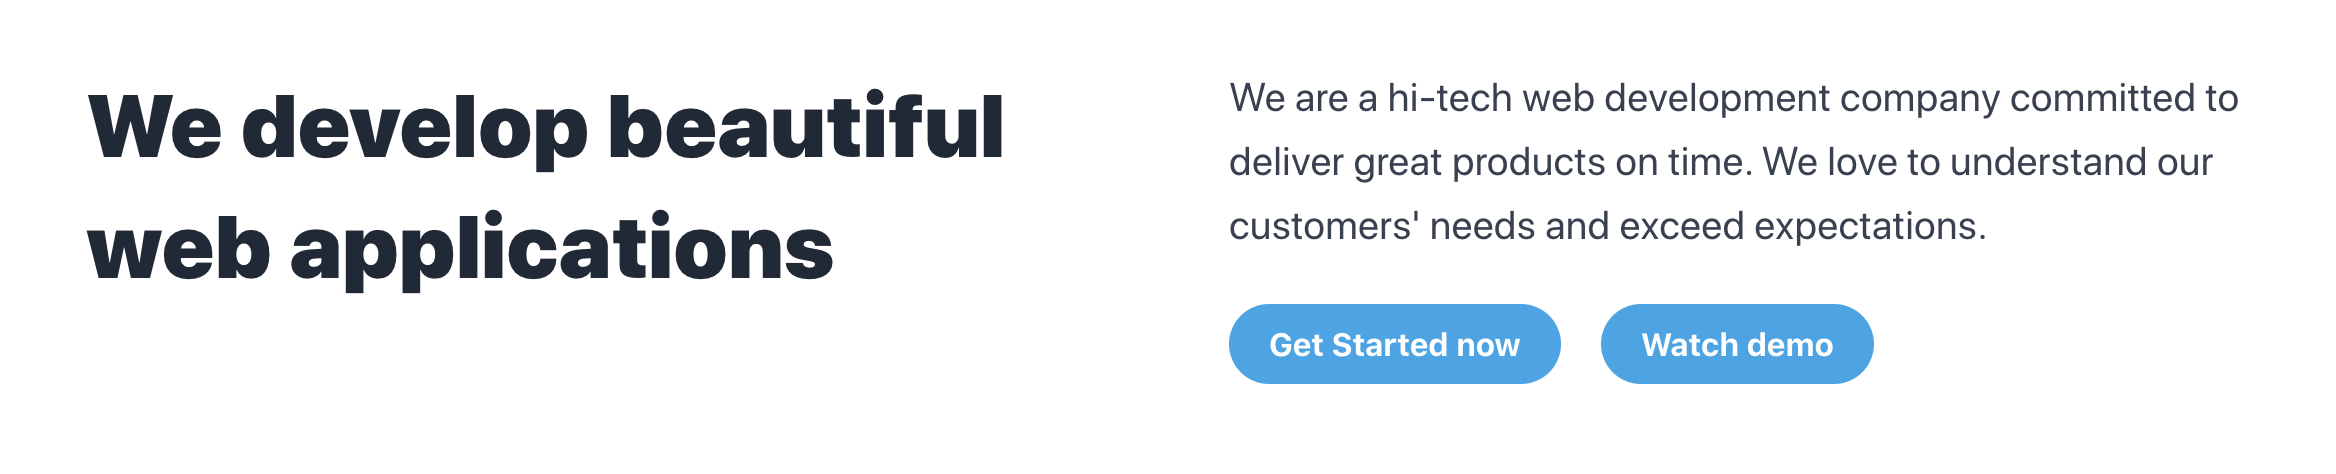 We develop beautiful
web applications
We are a hi-tech web development company committed to
deliver great products on time. We love to understand our
customers' needs and exceed expectations.
Get Started now
Watch demo